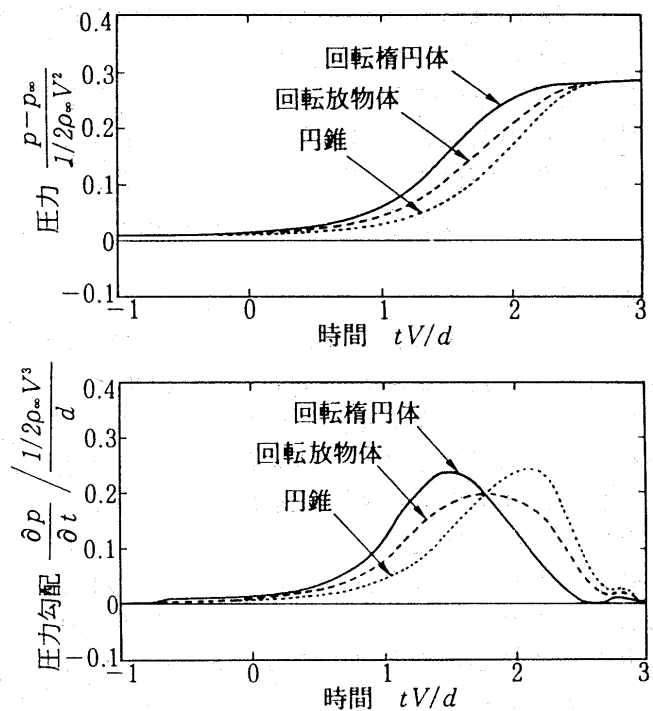 0.4
0.3
0.2
0.1
0
-0.1
圧力 p-p∞ / 1/2ρ∞V²
回転楕円体
回転放物体
円錐
-1 0 1 2 3
時間 tV/d
0.4
0.3
0.2
0.1
0
-0.1
圧力勾配 ∂p/∂t / 1/2ρ∞V³/d
回転楕円体
回転放物体
円錐
-1 0 1 2 3
時間 tV/d